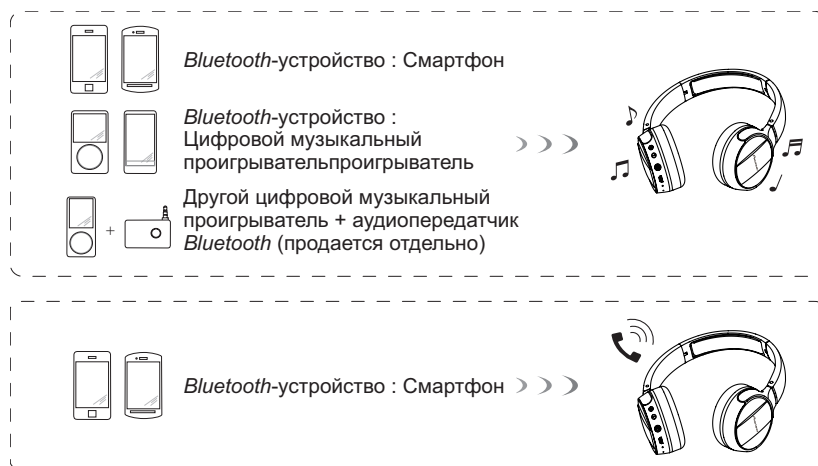 Bluetooth-устройство : Смартфон
Bluetooth-устройство :
Цифровой музыкальный
проигрывательпроигрыватель
Другой цифровой музыкальный
проигрыватель + аудиопередатчик
Bluetooth (продается отдельно)
+
Bluetooth-устройство : Смартфон